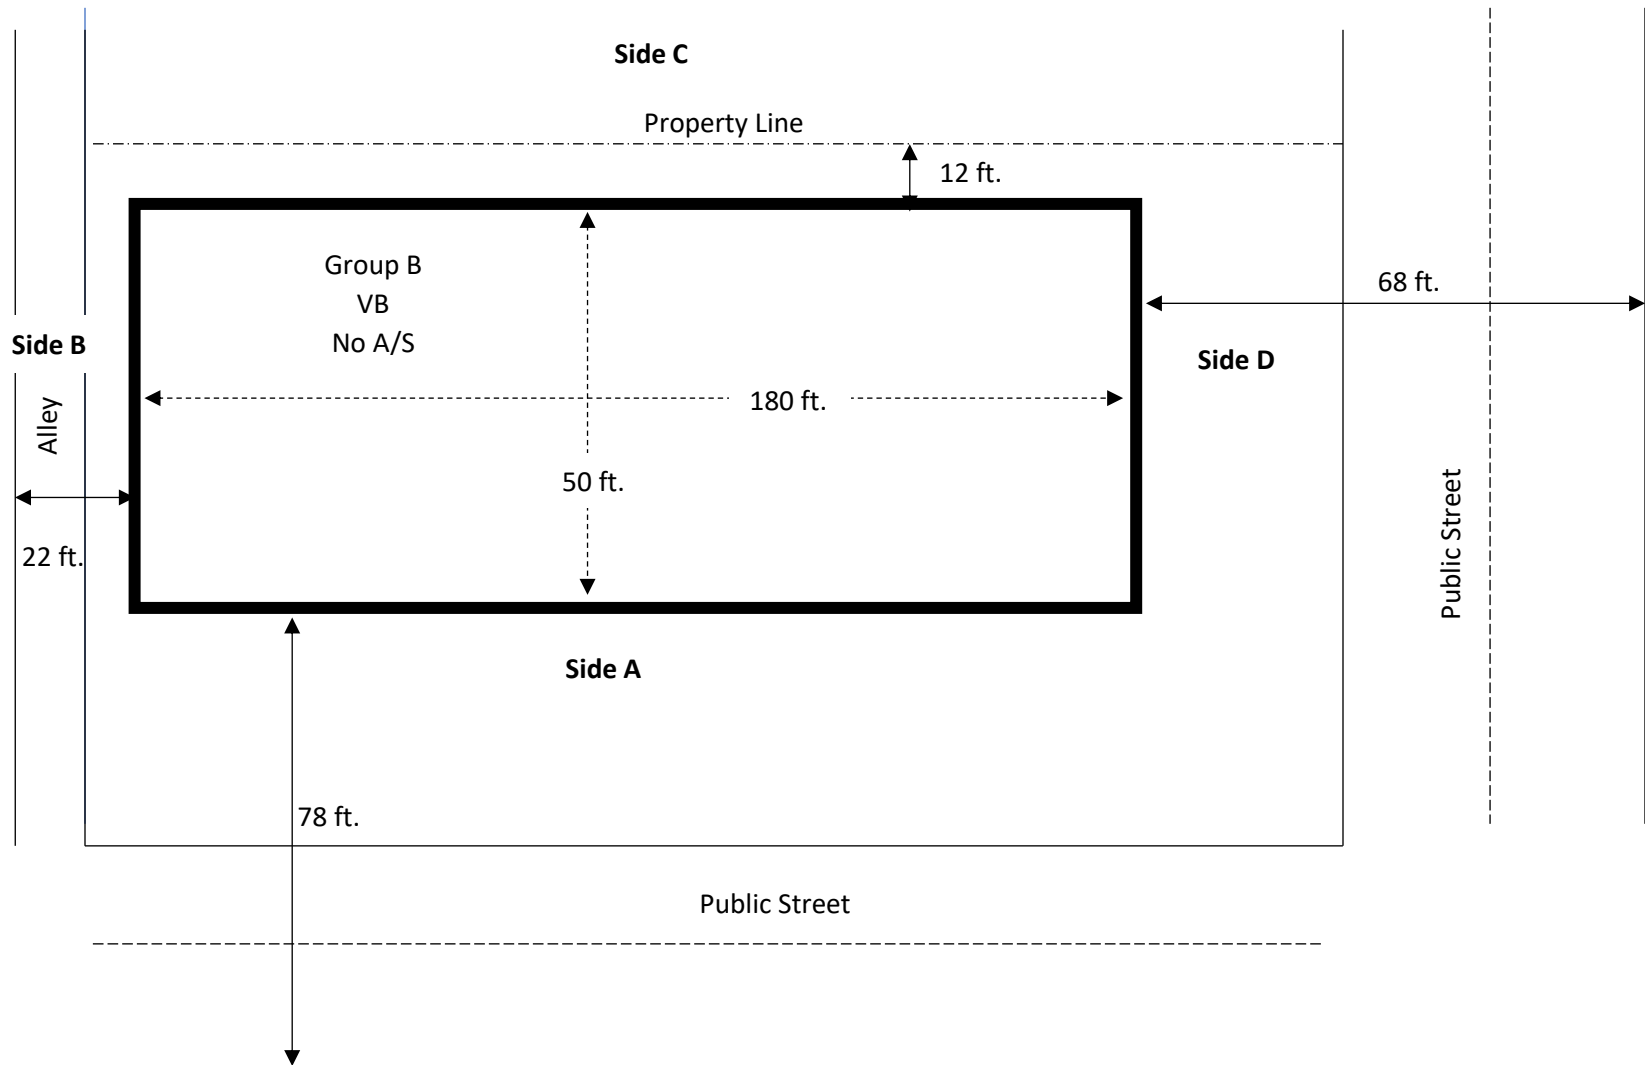 Side C
Property Line
12 ft.
Group B
VB
No A/S
68 ft.
Side B
Side D
180 ft.
Alley
50 ft.
Public Street
22 ft.
Side A
78 ft.
Public Street